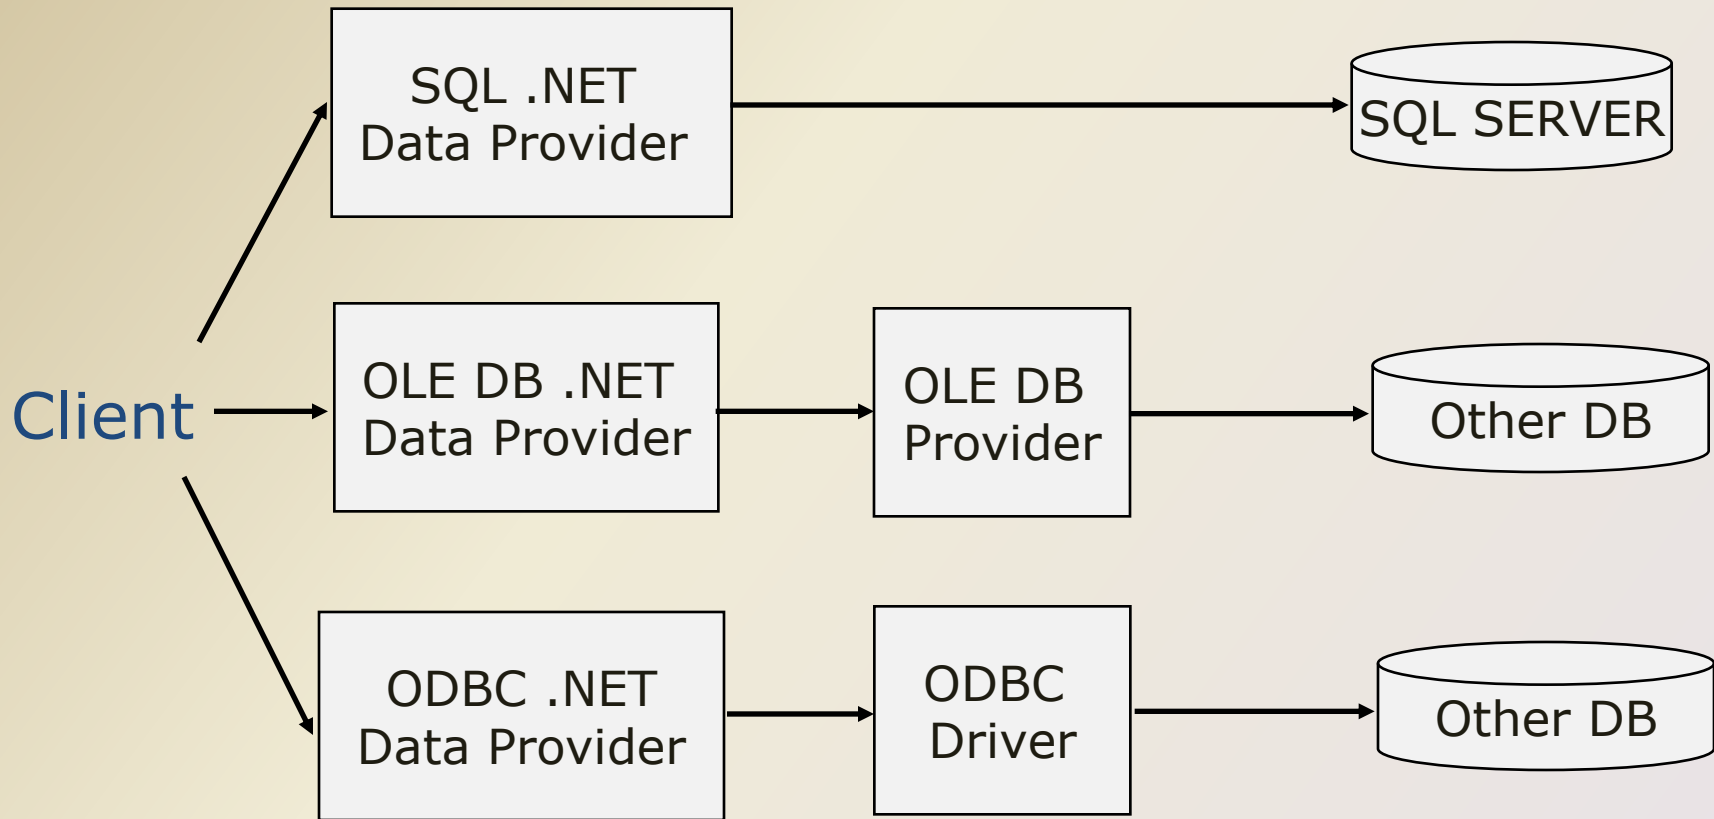 SQL .NET
Data Provider
SQL SERVER
Client
OLE DB .NET
Data Provider
OLE DB
Provider
Other DB
ODBC .NET
Data Provider
ODBC
Driver
Other DB